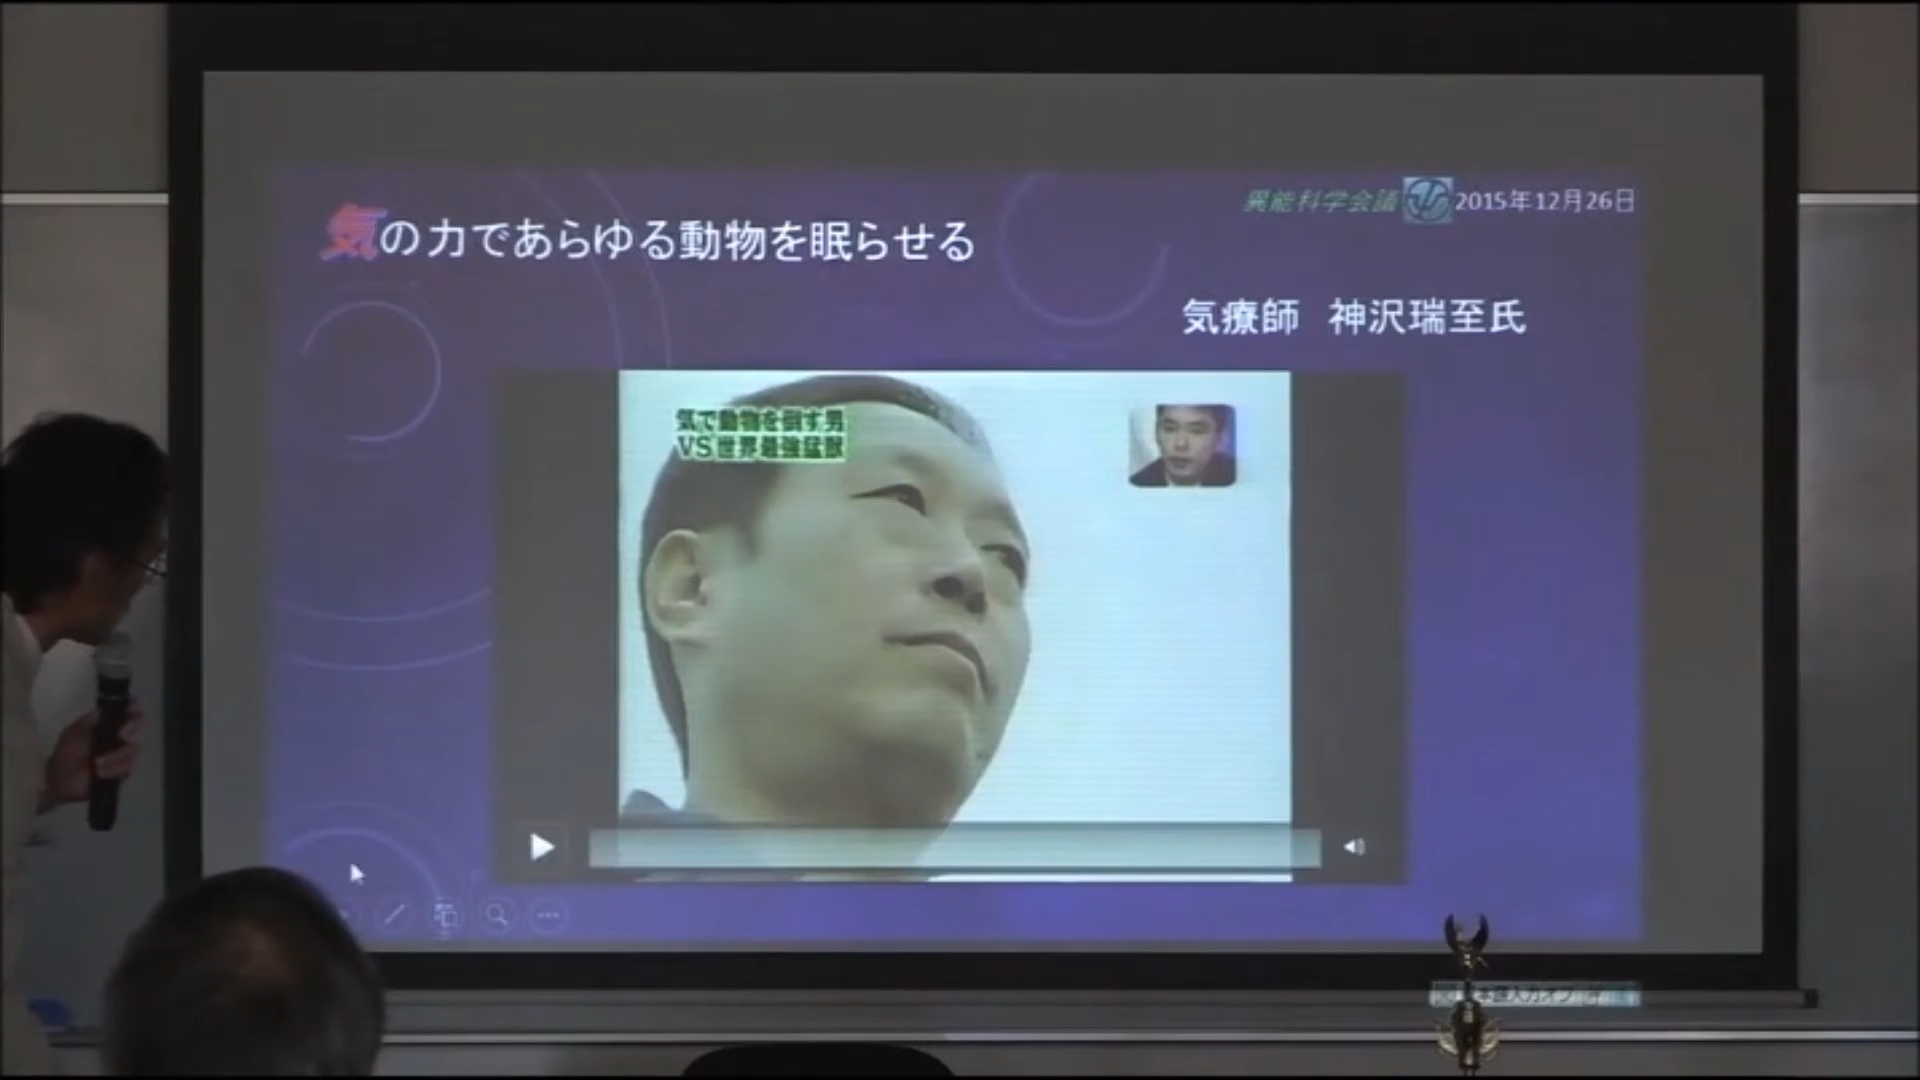 異能科学会議 2015年12月26日
気の力であらゆる動物を眠らせる
気療師 神沢瑞至氏
気で動物を倒す男
VS世界最強猛獣